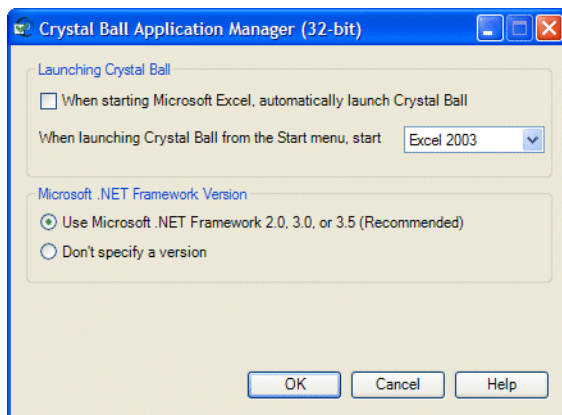 Crystal Ball Application Manager (32-bit)
Launching Crystal Ball
When starting Microsoft Excel, automatically launch Crystal Ball
When launching Crystal Ball from the Start menu, start Excel 2003
Microsoft .NET Framework Version
Use Microsoft .NET Framework 2.0, 3.0, or 3.5 (Recommended)
Don't specify a version
OK Cancel Help